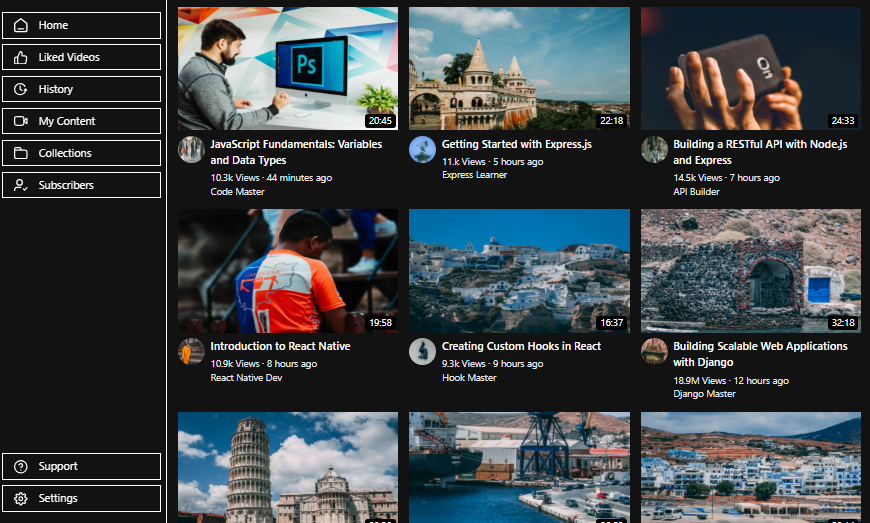 Home
Liked Videos
History
My Content
Collections
Subscribers
Support
Settings
Ps
20:45
JavaScript Fundamentals: Variables
and Data Types
10.3k Views · 44 minutes ago
Code Master
22:18
Getting Started with Express.js
11.k Views · 5 hours ago
Express Learner
24:33
Building a RESTful API with Node.js
and Express
14.5k Views · 7 hours ago
API Builder
19:58
Introduction to React Native
10.9k Views · 8 hours ago
React Native Dev
16:37
Creating Custom Hooks in React
9.3k Views · 9 hours ago
Hook Master
32:18
Building Scalable Web Applications
with Django
18.9M Views · 12 hours ago
Django Master